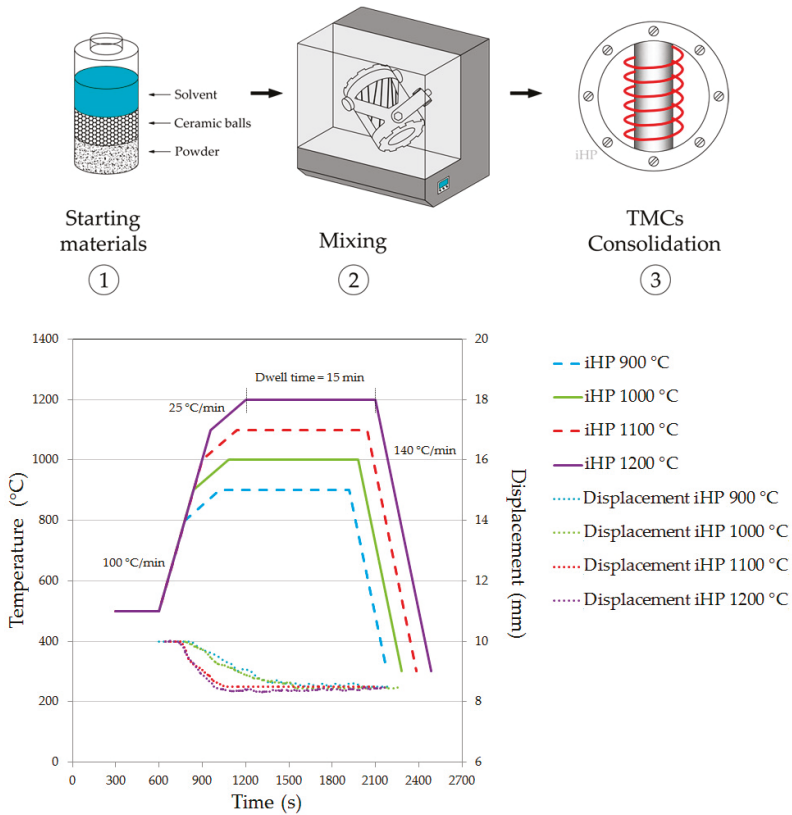 Solvent
Ceramic balls
Powder
iHP
Starting
materials
Mixing
TMCs
Consolidation
1
2
3
1400
1200
1000
800
600
400
200
0
Temperature (°C)
20
18
16
14
12
10
8
6
Displacement (mm)
Dwell time = 15 min
25 °C/min
140 °C/min
100 °C/min
0 300 600 900 1200 1500 1800 2100 2400 2700
Time (s)
iHP 900 °C
iHP 1000 °C
iHP 1100 °C
iHP 1200 °C
Displacement iHP 900 °C
Displacement iHP 1000 °C
Displacement iHP 1100 °C
Displacement iHP 1200 °C